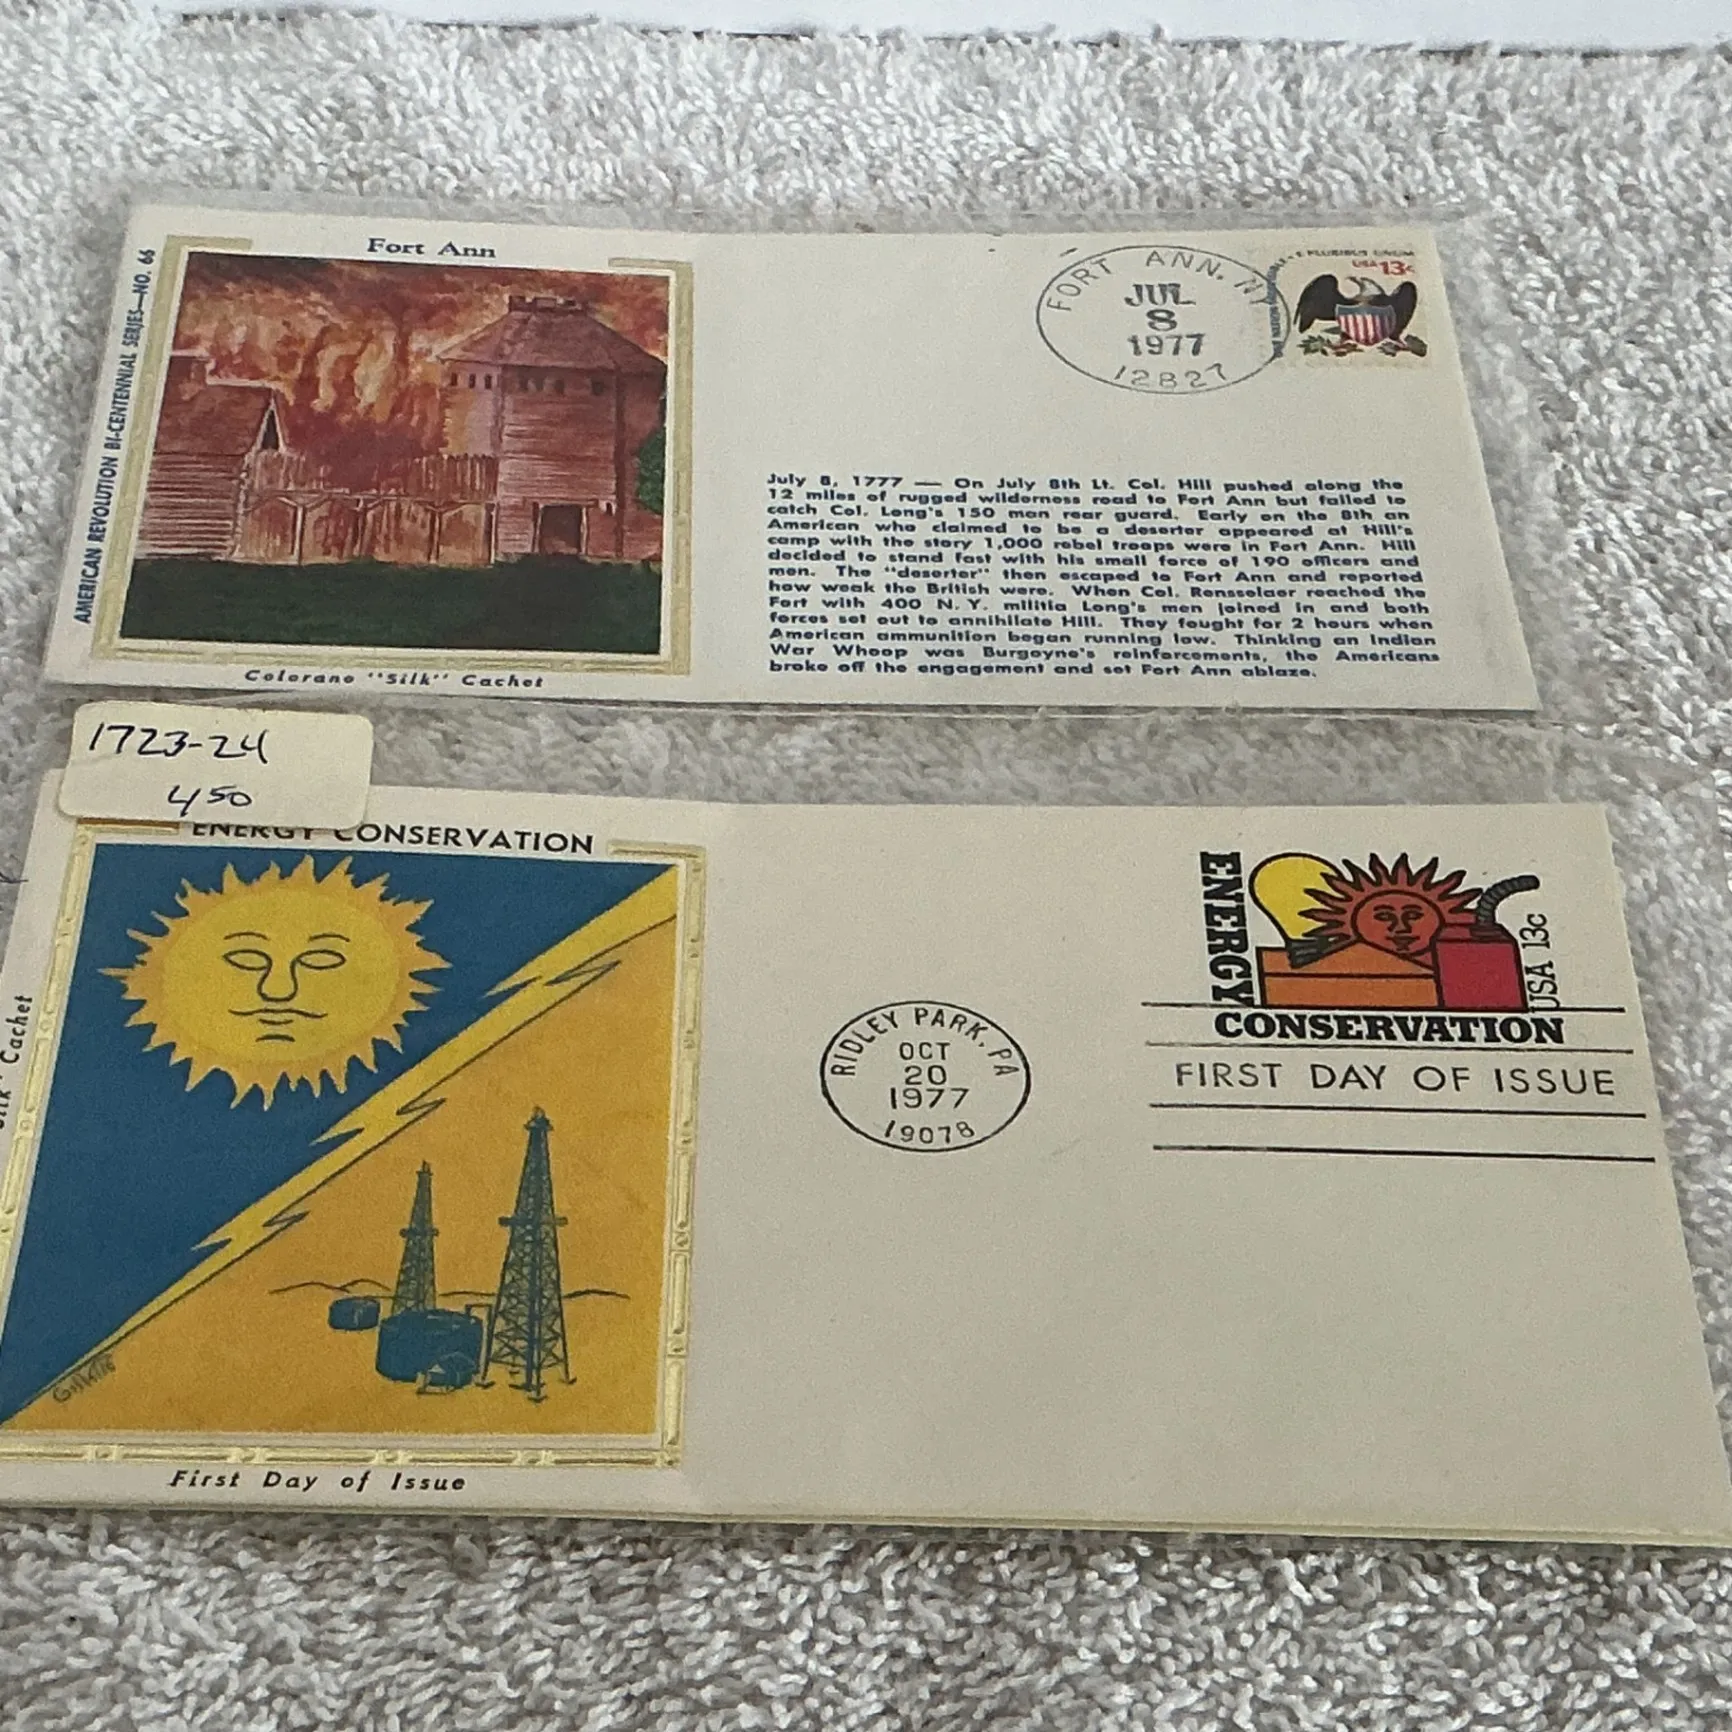 Fort Ann
AMERICAN REVOLUTION BI-CENTENNIAL SERIES—NO. 66
Colorano "Silk" Cachet
FORT ANN, NY
JUL
8
1977
12827
E PLURIBUS UNUM
USA 13c
July 8, 1777 — On July 8th Lt. Col. Hill pushed along the
12 miles of rugged wilderness road to Fort Ann but failed to
catch Col. Long's 150 man rear guard. Early on the 8th an
American who claimed to be a deserter appeared at Hill's
camp with the story 1,000 rebel troops were in Fort Ann. Hill
decided to stand fast with his small force of 190 officers and
men. The "deserter" then escaped to Fort Ann and reported
how weak the British were. When Col. Rensselaer reached the
Fort with 400 N.Y. militia Long's men joined in and both
forces set out to annihilate Hill. They fought for 2 hours when
American ammunition began running low. Thinking an Indian
War Whoop was Burgoyne's reinforcements, the Americans
broke off the engagement and set Fort Ann ablaze.
1723-24
4 50
ENERGY CONSERVATION
Cachet
First Day of Issue
RIDLEY PARK, PA
OCT
20
1977
19078
ENERGY
CONSERVATION
USA 13c
FIRST DAY OF ISSUE